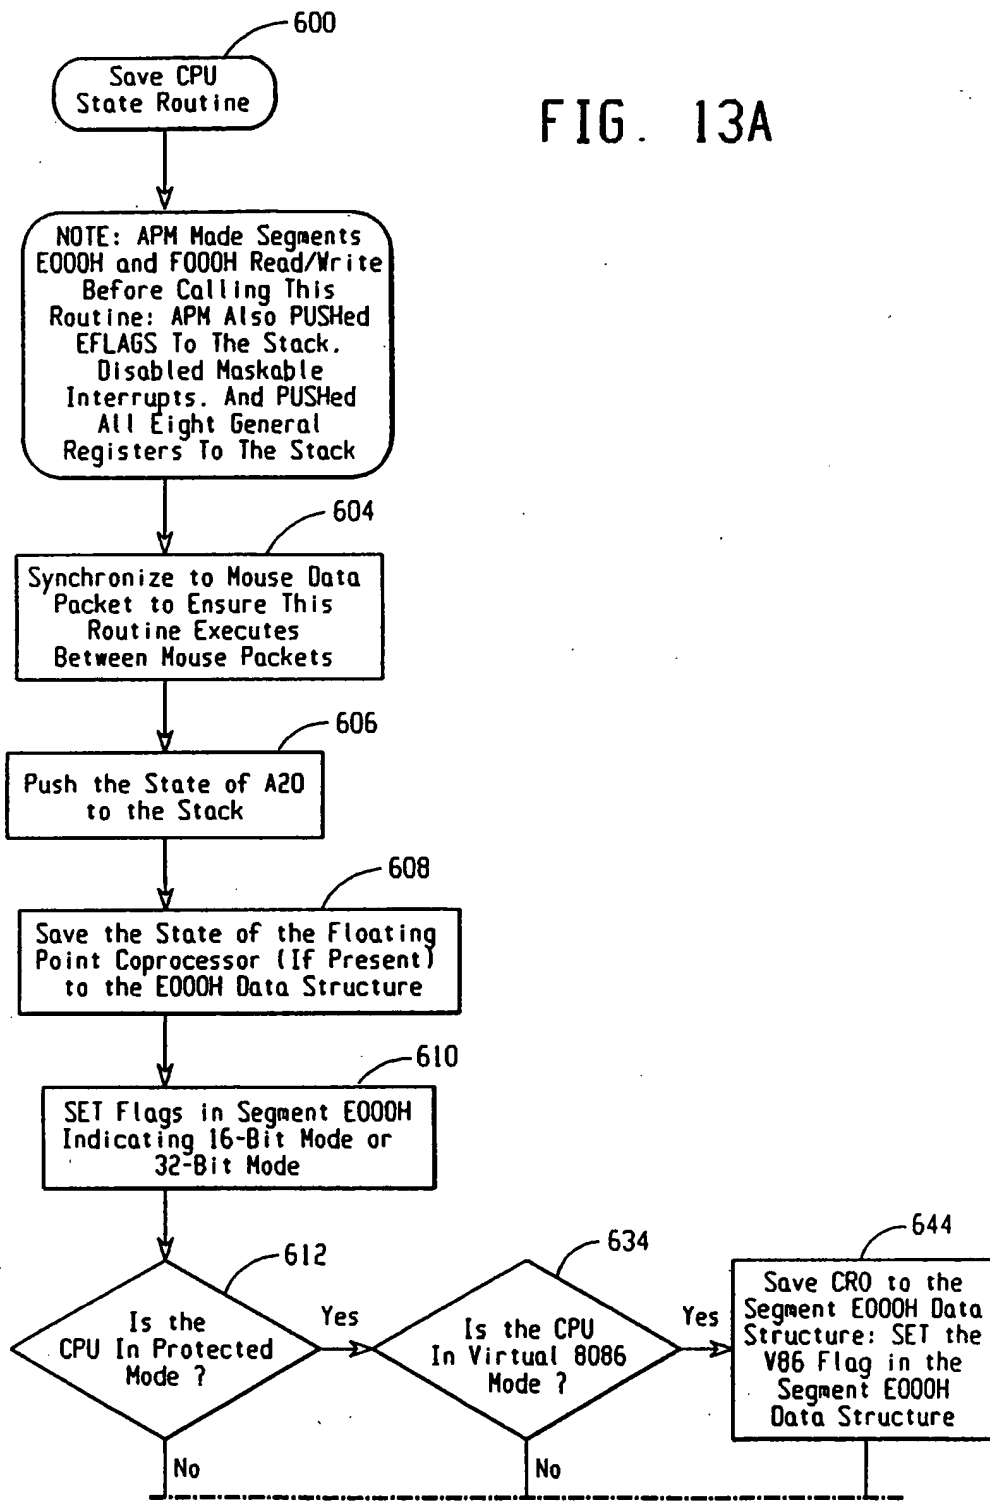 600
Save CPU
State Routine
FIG. 13A
NOTE: APM Made Segments
E000H and F000H Read/Write
Before Calling This
Routine: APM Also PUSHed
EFLAGS To The Stack.
Disabled Maskable
Interrupts. And PUSHed
All Eight General
Registers To The Stack
604
Synchronize to Mouse Data
Packet to Ensure This
Routine Executes
Between Mouse Packets
606
Push the State of A20
to the Stack
608
Save the State of the Floating
Point Coprocessor (If Present)
to the E000H Data Structure
610
SET Flags in Segment E000H
Indicating 16-Bit Mode or
32-Bit Mode
612
Is the
CPU In Protected
Mode ?
Yes
No
634
Is the CPU
In Virtual 8086
Mode ?
Yes
No
644
Save CR0 to the
Segment E000H Data
Structure: SET the
V86 Flag in the
Segment E000H
Data Structure